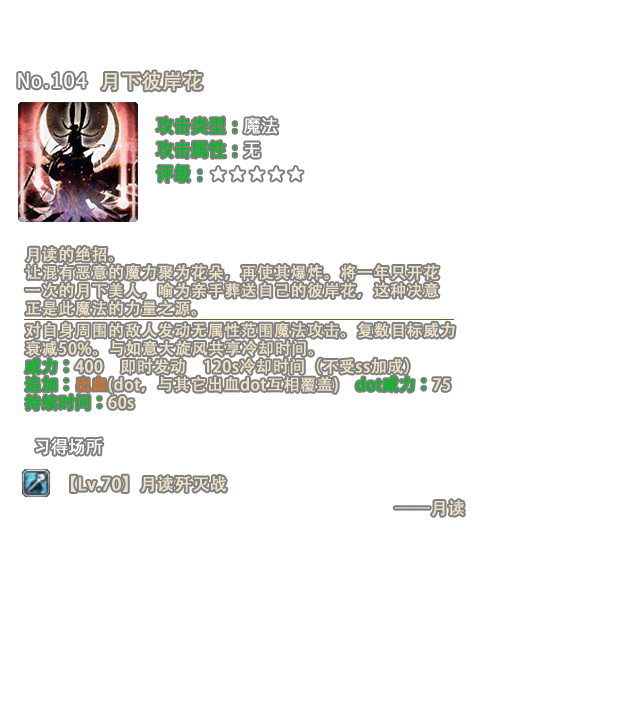 No.104 月下彼岸花
攻击类型：魔法
攻击属性：无
评级：☆☆☆☆☆
月读的绝招。
让混有恶意的魔力聚为花朵，再使其爆炸。将一年只开花
一次的月下美人，喻为亲手葬送自己的彼岸花，这种决意
正是此魔法的力量之源。
对自身周围的敌人发动无属性范围魔法攻击。复数目标威力
衰减50%。与如意大旋风共享冷却时间。
威力：400 即时发动 120s冷却时间（不受ss加成）
追加：出血(dot，与其它出血dot互相覆盖) dot威力：75
持续时间：60s
习得场所
【Lv.70】月读歼灭战
——月读